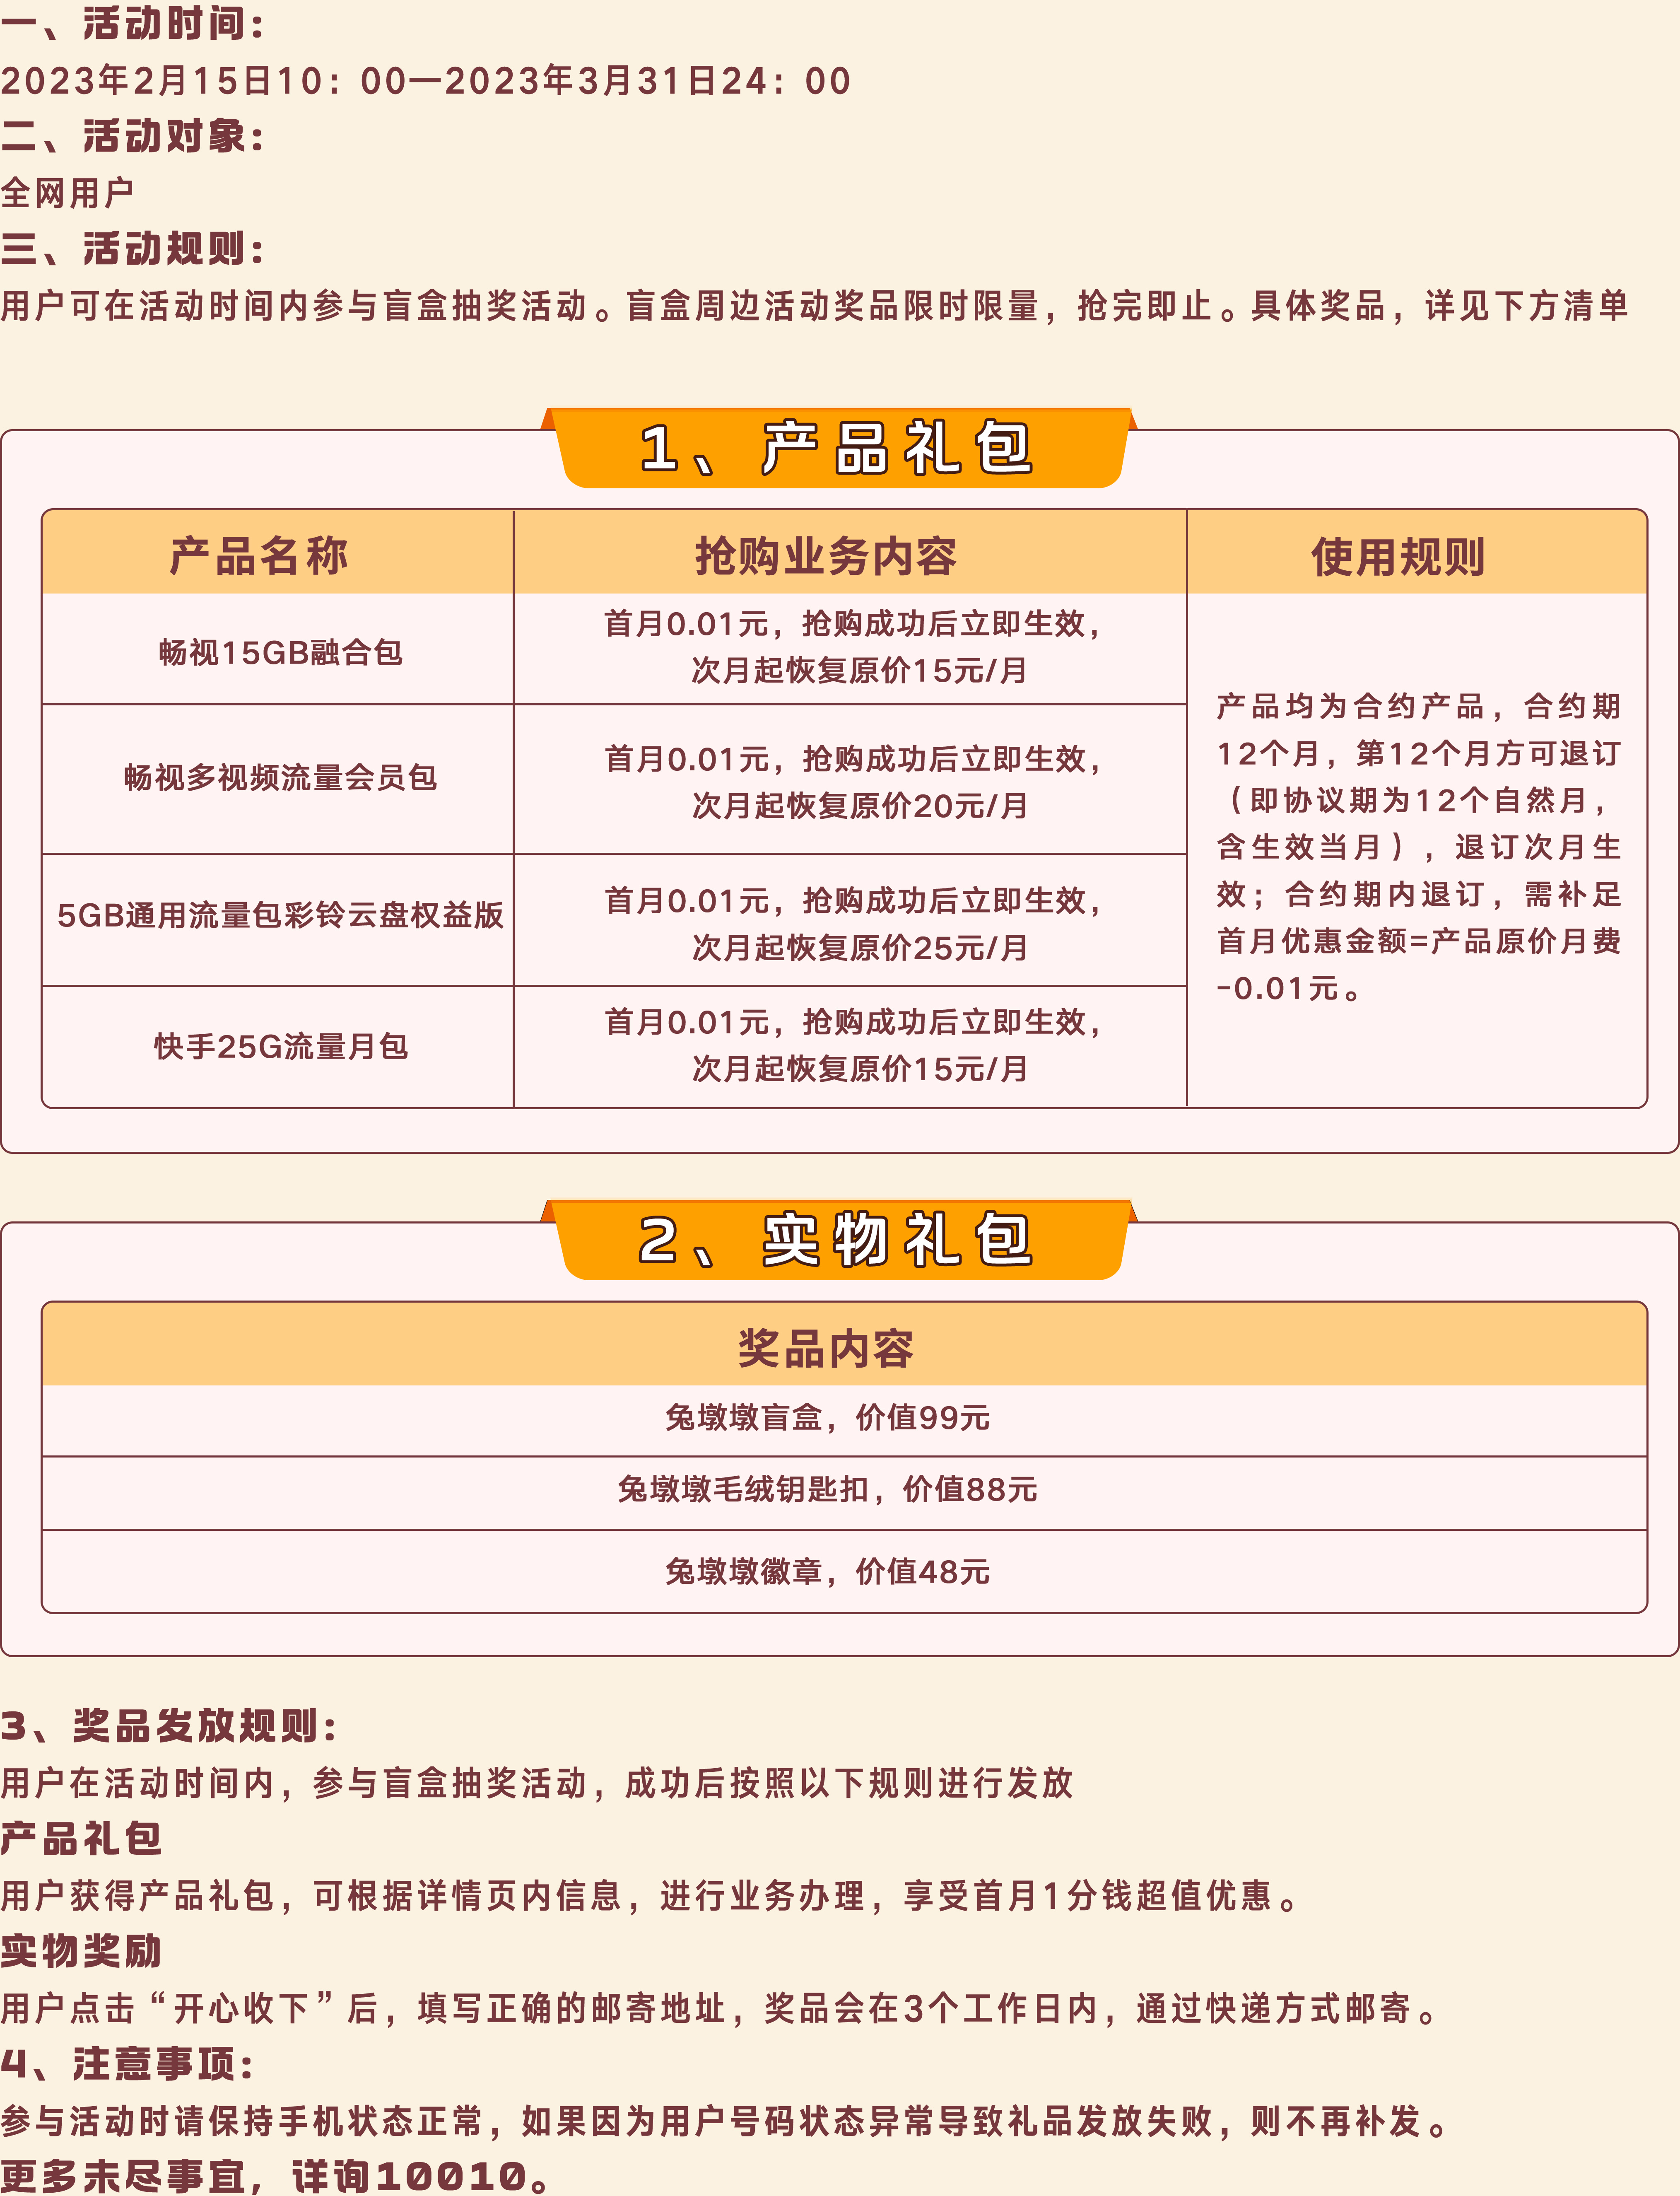 一、活动时间：
2023年2月15日10：00—2023年3月31日24：00
二、活动对象：
全网用户
三、活动规则：
用户可在活动时间内参与盲盒抽奖活动。盲盒周边活动奖品限时限量，抢完即止。具体奖品，详见下方清单
1、产品礼包
产品名称
抢购业务内容
使用规则
畅视15GB融合包
首月0.01元，抢购成功后立即生效，
次月起恢复原价15元/月
畅视多视频流量会员包
首月0.01元，抢购成功后立即生效，
次月起恢复原价20元/月
5GB通用流量包彩铃云盘权益版
首月0.01元，抢购成功后立即生效，
次月起恢复原价25元/月
快手25G流量月包
首月0.01元，抢购成功后立即生效，
次月起恢复原价15元/月
产品均为合约产品，合约期
12个月，第12个月方可退订
（即协议期为12个自然月，
含生效当月），退订次月生
效；合约期内退订，需补足
首月优惠金额=产品原价月费
-0.01元。
2、实物礼包
奖品内容
兔墩墩盲盒，价值99元
兔墩墩毛绒钥匙扣，价值88元
兔墩墩徽章，价值48元
3、奖品发放规则：
用户在活动时间内，参与盲盒抽奖活动，成功后按照以下规则进行发放
产品礼包
用户获得产品礼包，可根据详情页内信息，进行业务办理，享受首月1分钱超值优惠。
实物奖励
用户点击“开心收下”后，填写正确的邮寄地址，奖品会在3个工作日内，通过快递方式邮寄。
4、注意事项：
参与活动时请保持手机状态正常，如果因为用户号码状态异常导致礼品发放失败，则不再补发。
更多未尽事宜，详询10010。